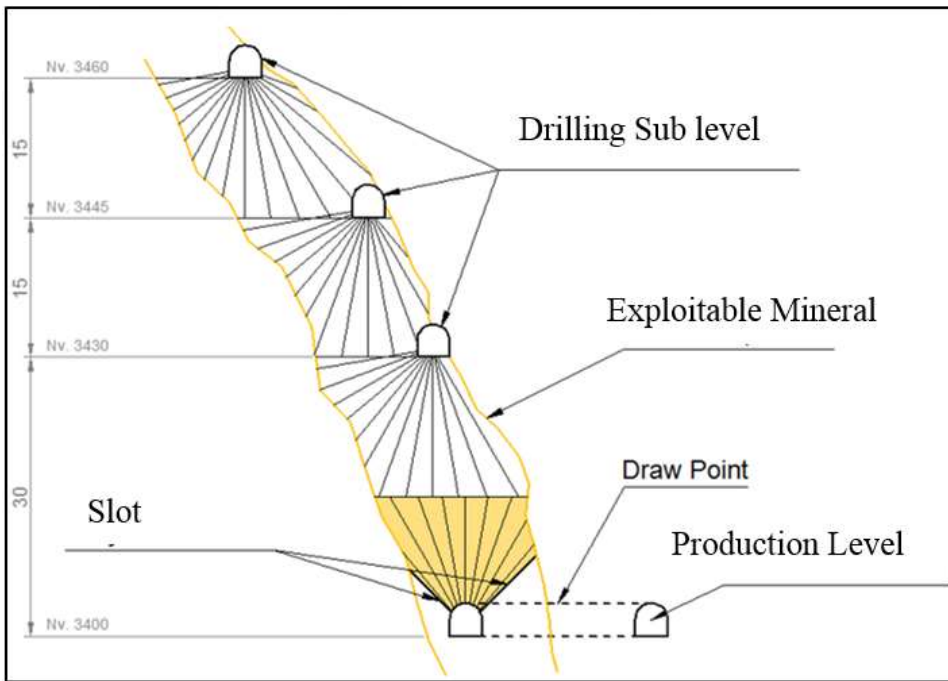 Nv. 3460
15
Drilling Sub level
Nv. 3445
15
Exploitable Mineral
Nv. 3430
30
Draw Point
Slot
Production Level
Nv. 3400